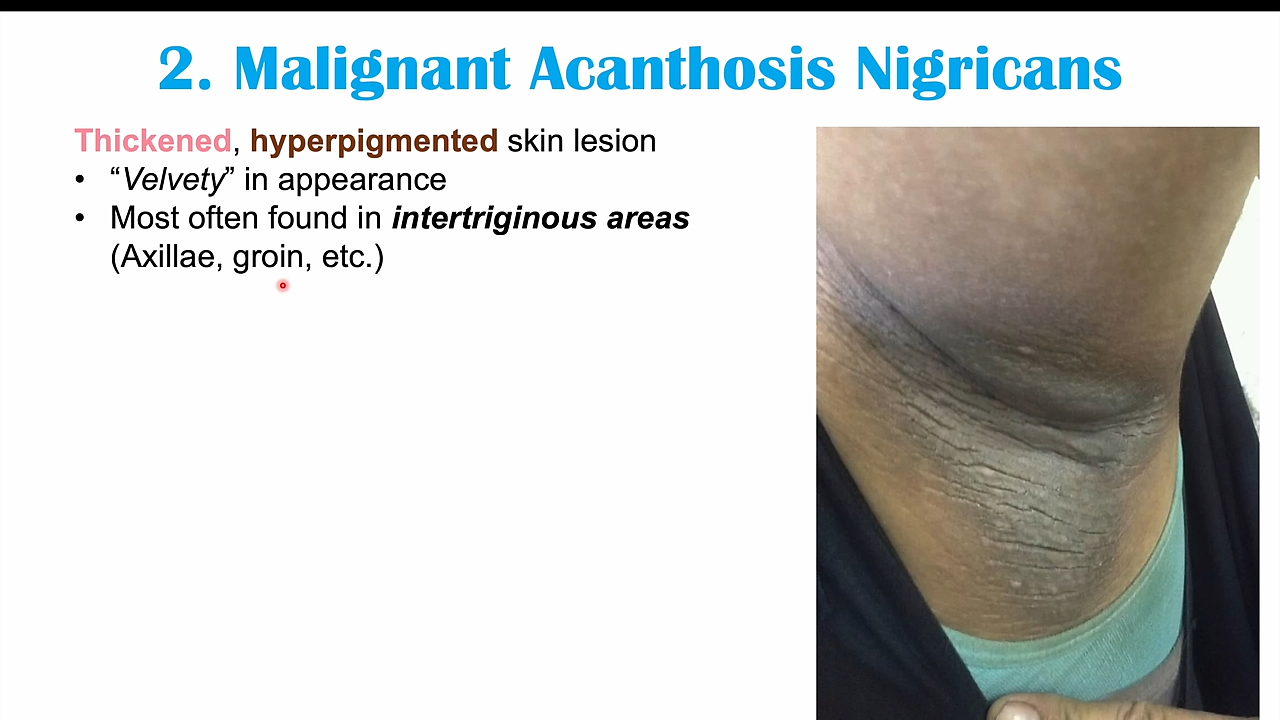 2. Malignant Acanthosis Nigricans
Thickened, hyperpigmented skin lesion
• “Velvety” in appearance
• Most often found in intertriginous areas
(Axillae, groin, etc.)